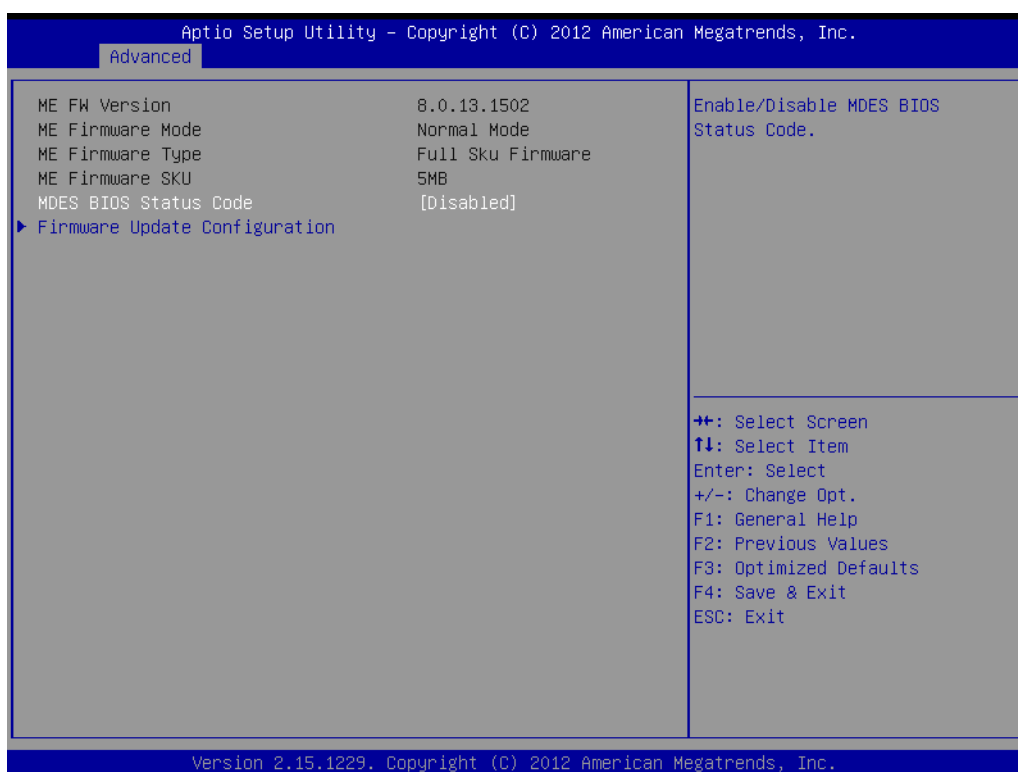 Aptio Setup Utility – Copyright (C) 2012 American Megatrends, Inc.
Advanced
ME FW Version 8.0.13.1502
ME Firmware Mode Normal Mode
ME Firmware Type Full Sku Firmware
ME Firmware SKU 5MB
MDES BIOS Status Code [Disabled]
Firmware Update Configuration
Enable/Disable MDES BIOS
Status Code.
→←: Select Screen
↑↓: Select Item
Enter: Select
+/-: Change Opt.
F1: General Help
F2: Previous Values
F3: Optimized Defaults
F4: Save & Exit
ESC: Exit
Version 2.15.1229. Copyright (C) 2012 American Megatrends, Inc.